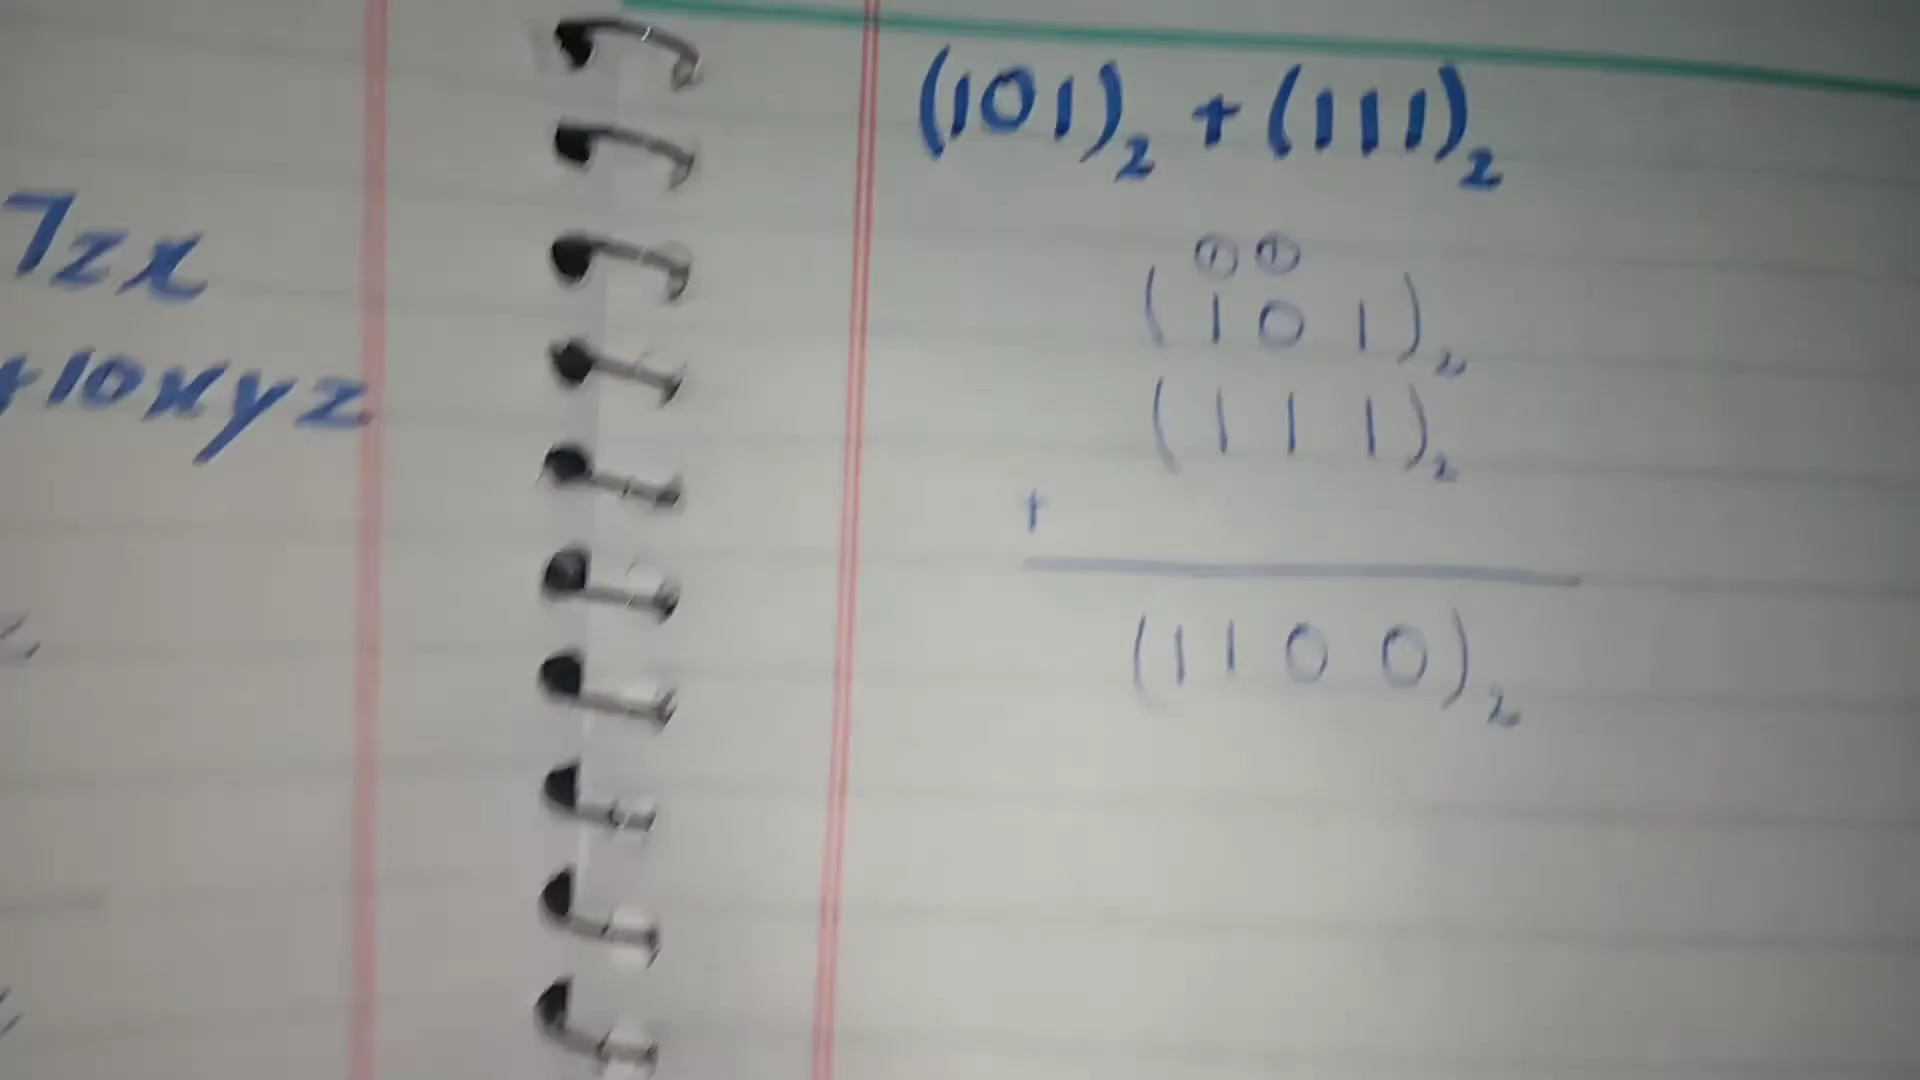 7zx
+10xyz
(101)₂ + (111)₂
① ①
(1 0 1)₂
(1 1 1)₂
+
(1 1 0 0)₂